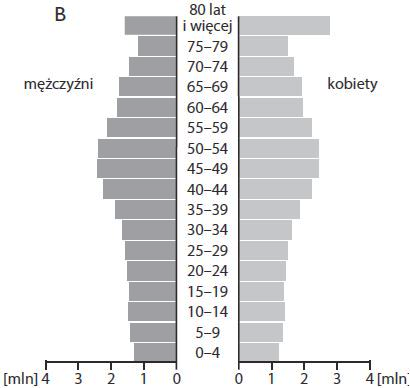 B
80 lat
i więcej
75–79
70–74
mężczyźni
65–69
kobiety
60–64
55–59
50–54
45–49
40–44
35–39
30–34
25–29
20–24
15–19
10–14
5–9
0–4
[mln] 4 3 2 1 0
0 1 2 3 4 [mln]